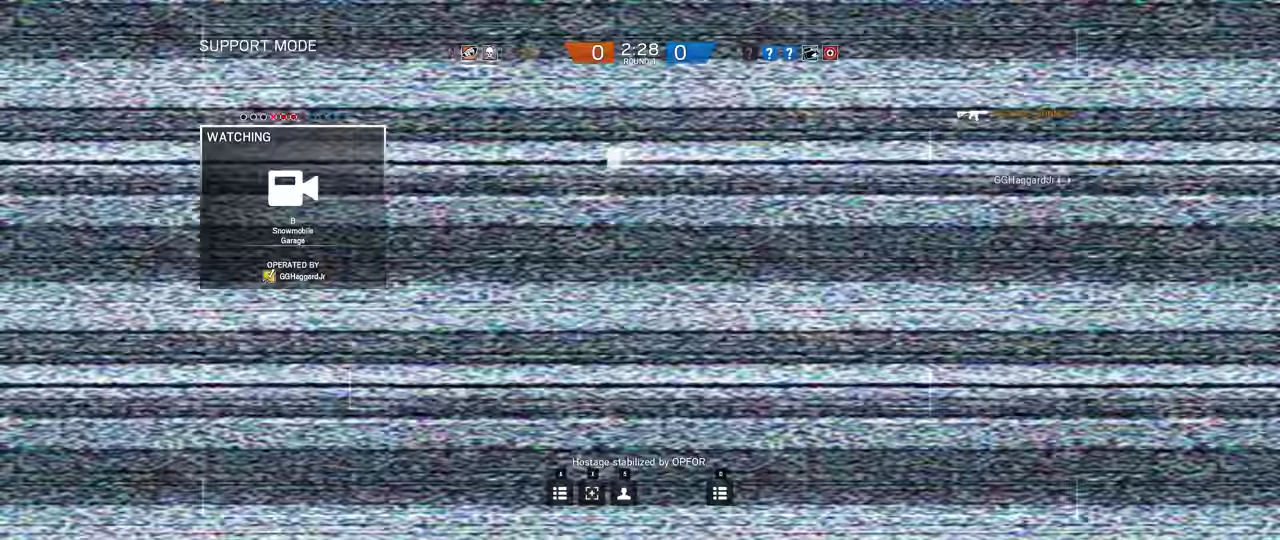 SUPPORT MODE
0 2:28 0
ROUND 1
? ? ?
WATCHING
GGHaggardJr
B
Snowmobile
Garage
OPERATED BY
GGHaggardJr
Hostage stabilized by OPFOR